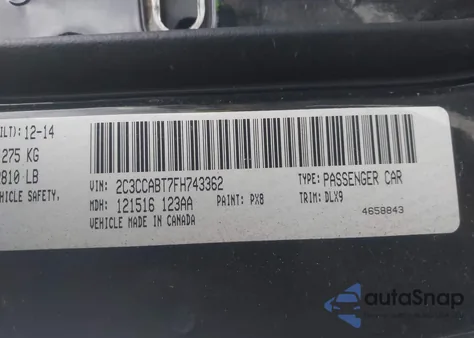 ILT): 12-14
275 KG
810 LB
EHICLE SAFETY,
VIN: 2C3CCABT7FH743362
TYPE: PASSENGER CAR
MDH: 121516 123AA
PAINT: PX8
TRIM: DLX9
VEHICLE MADE IN CANADA
4658843
autoSnap